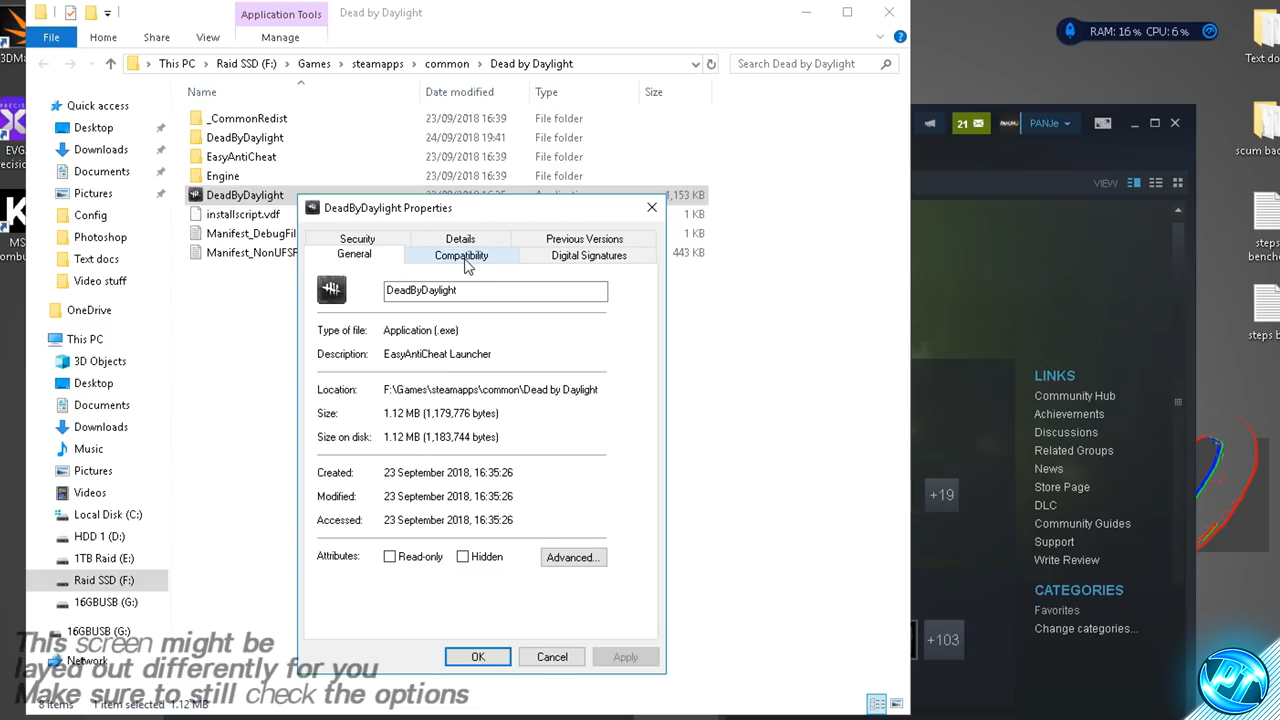 Application Tools
Dead by Daylight
File
Home
Share
View
Manage
This PC
Raid SSD (F:)
Games
steamapps
common
Dead by Daylight
Search Dead by Daylight
Name
Date modified
Type
Size
Quick access
Desktop
Downloads
Documents
Pictures
Config
Photoshop
Text docs
Video stuff
OneDrive
This PC
3D Objects
Desktop
Documents
Downloads
Music
Pictures
Videos
Local Disk (C:)
HDD 1 (D:)
1TB Raid (E:)
Raid SSD (F:)
16GBUSB (G:)
16GBUSB (G:)
Network
_CommonRedist 23/09/2018 16:39 File folder
DeadByDaylight 24/09/2018 19:41 File folder
EasyAntiCheat 23/09/2018 16:39 File folder
Engine 23/09/2018 16:39 File folder
DeadByDaylight 1,153 KB
installscript.vdf 1 KB
Manifest_DebugFil 1 KB
Manifest_NonUFSF 443 KB
DeadByDaylight Properties
Security
Details
Previous Versions
General
Compatibility
Digital Signatures
DeadByDaylight
Type of file: Application (.exe)
Description: EasyAntiCheat Launcher
Location: F:\Games\steamapps\common\Dead by Daylight
Size: 1.12 MB (1,179,776 bytes)
Size on disk: 1.12 MB (1,183,744 bytes)
Created: 23 September 2018, 16:35:26
Modified: 23 September 2018, 16:35:26
Accessed: 23 September 2018, 16:35:26
Attributes: Read-only Hidden Advanced...
OK
Cancel
Apply
This screen might be
layed out differently for you
Make sure to still check the options
8 items 1 item selected 1.12 MB
RAM: 16 % CPU: 6 %
21
PANJe
VIEW
LINKS
Community Hub
Achievements
Discussions
Related Groups
News
Store Page
DLC
Community Guides
Support
Write Review
CATEGORIES
Favorites
Change categories...
+19
+103
3DM
EVG
recisio
MS
ombu
Text do
scum bac
steps
benche
steps b
PT